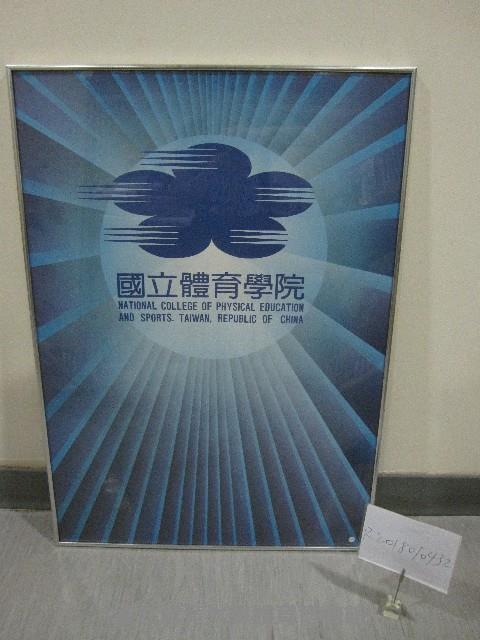 國立體育學院
NATIONAL COLLEGE OF PHYSICAL EDUCATION
AND SPORTS. TAIWAN, REPUBLIC OF CHINA